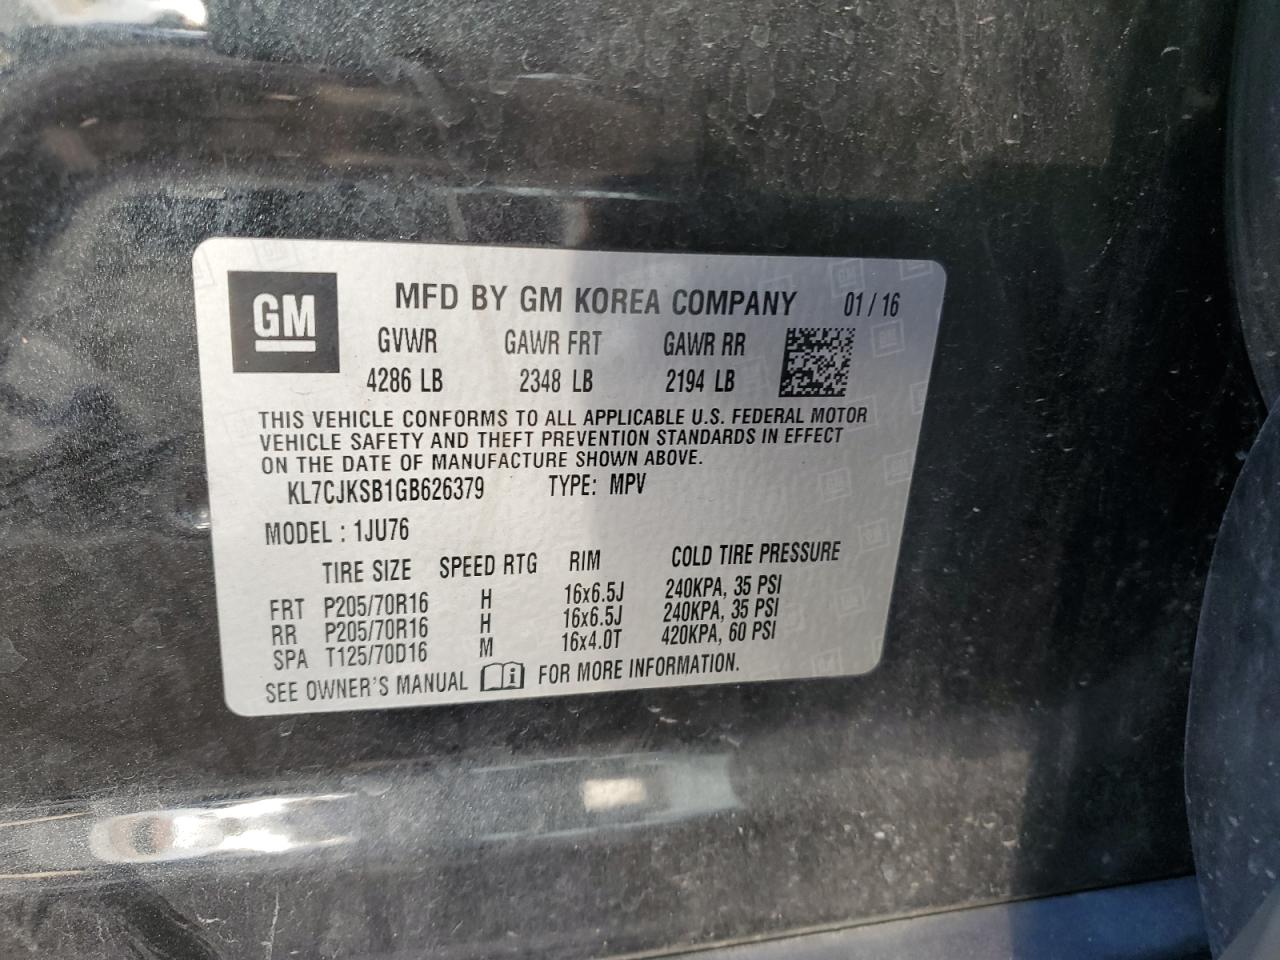 GM
MFD BY GM KOREA COMPANY 01 / 16
GVWR GAWR FRT GAWR RR
4286 LB 2348 LB 2194 LB
THIS VEHICLE CONFORMS TO ALL APPLICABLE U.S. FEDERAL MOTOR
VEHICLE SAFETY AND THEFT PREVENTION STANDARDS IN EFFECT
ON THE DATE OF MANUFACTURE SHOWN ABOVE.
KL7CJKSB1GB626379 TYPE: MPV
MODEL : 1JU76
TIRE SIZE SPEED RTG RIM COLD TIRE PRESSURE
FRT P205/70R16 H 16x6.5J 240KPA, 35 PSI
RR P205/70R16 H 16x6.5J 240KPA, 35 PSI
SPA T125/70D16 M 16x4.0T 420KPA, 60 PSI
SEE OWNER'S MANUAL i FOR MORE INFORMATION.